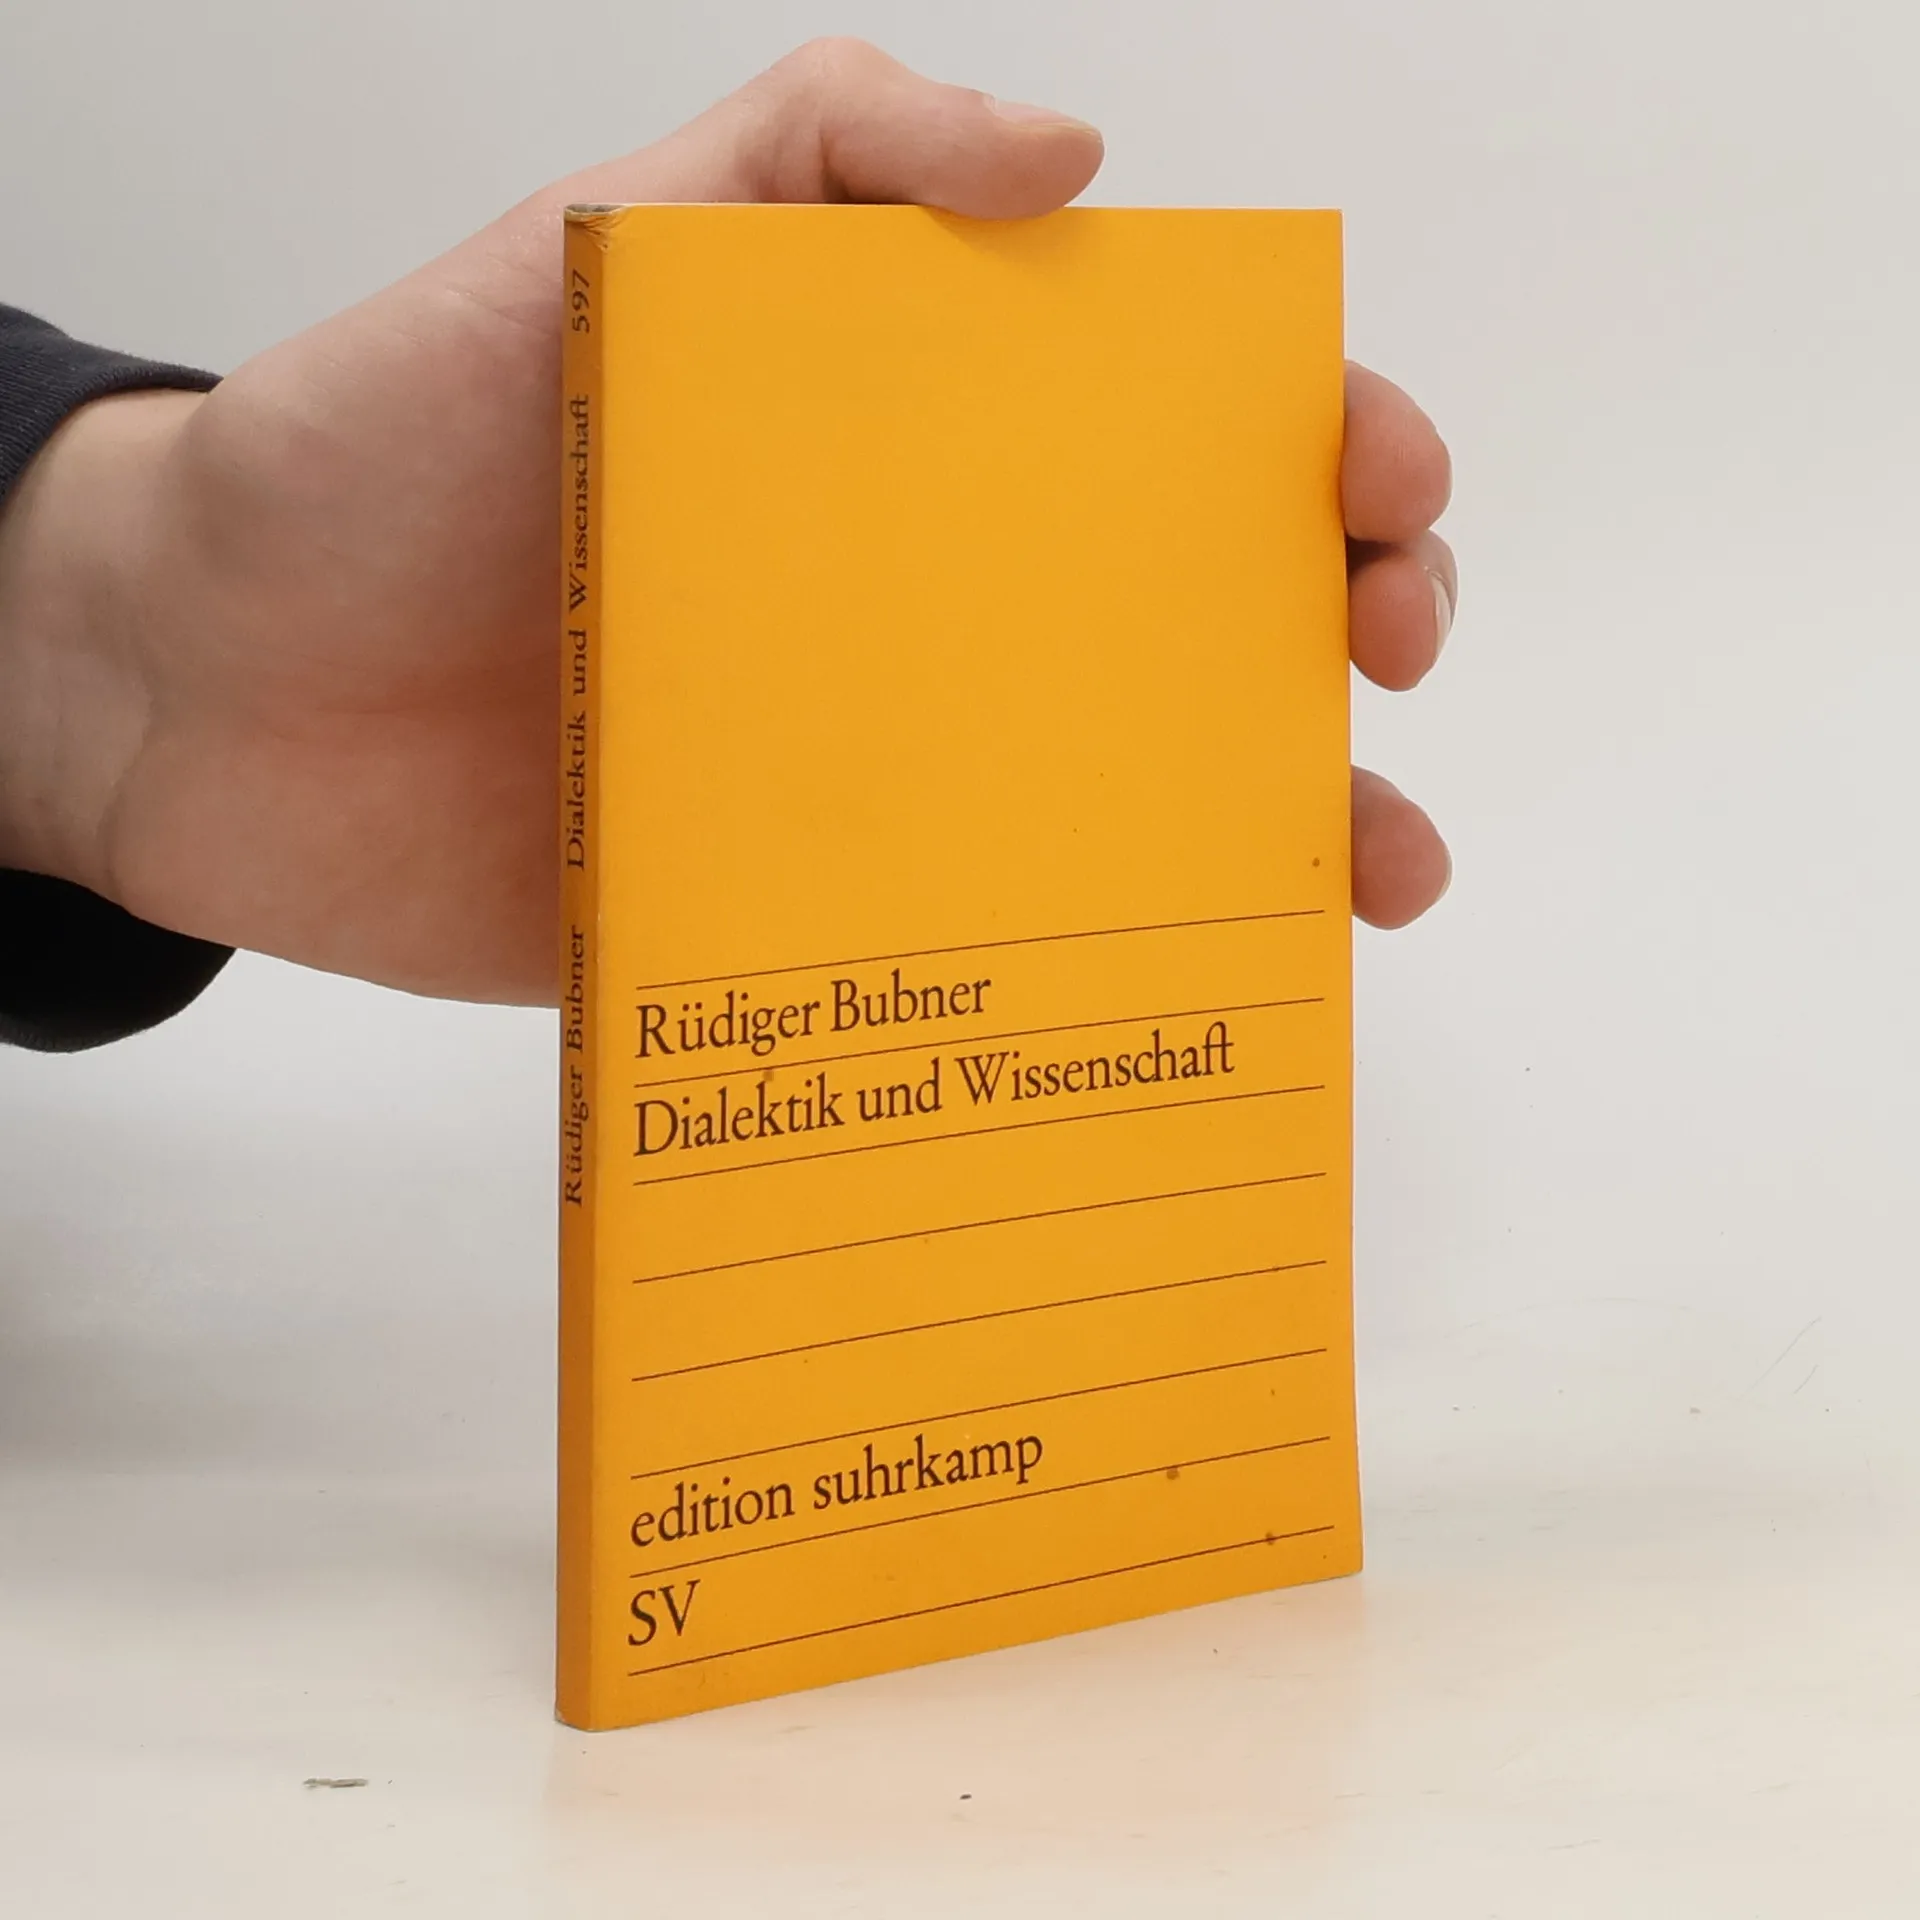 Rüdiger Bubner Dialektik und Wissenschaft 597
Rüdiger Bubner
Dialektik und Wissenschaft
edition suhrkamp
SV